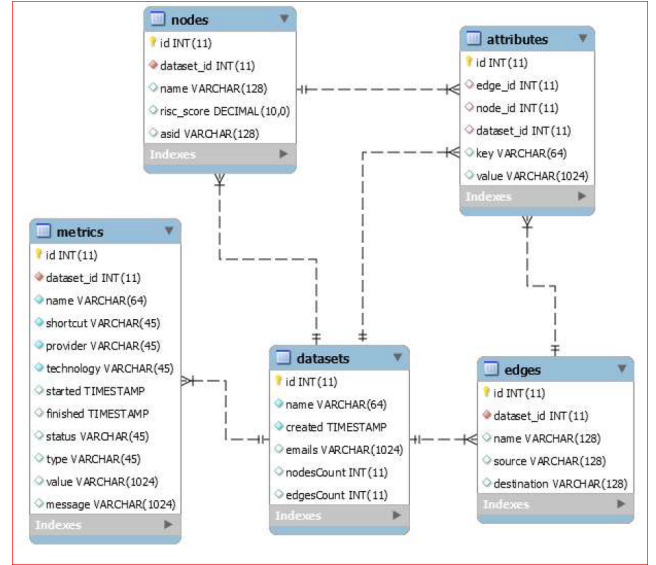 nodes
id INT(11)
dataset_id INT(11)
name VARCHAR(128)
risc_score DECIMAL(10,0)
asid VARCHAR(128)
Indexes
attributes
id INT(11)
edge_id INT(11)
node_id INT(11)
dataset_id INT(11)
key VARCHAR(64)
value VARCHAR(1024)
Indexes
metrics
id INT(11)
dataset_id INT(11)
name VARCHAR(64)
shortcut VARCHAR(45)
provider VARCHAR(45)
technology VARCHAR(45)
started TIMESTAMP
finished TIMESTAMP
status VARCHAR(45)
type VARCHAR(45)
value VARCHAR(1024)
message VARCHAR(1024)
Indexes
datasets
id INT(11)
name VARCHAR(64)
created TIMESTAMP
emails VARCHAR(1024)
nodesCount INT(11)
edgesCount INT(11)
Indexes
edges
id INT(11)
dataset_id INT(11)
name VARCHAR(128)
source VARCHAR(128)
destination VARCHAR(128)
Indexes